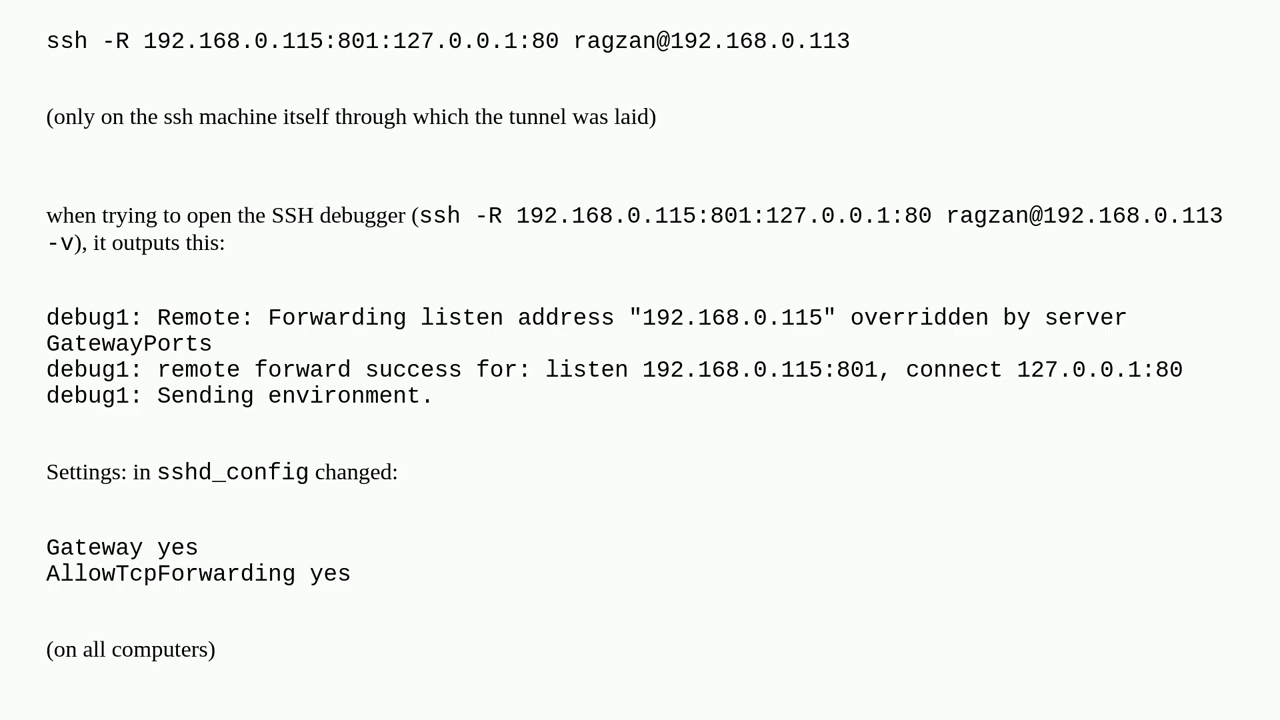 ssh -R 192.168.0.115:801:127.0.0.1:80 ragzan@192.168.0.113
(only on the ssh machine itself through which the tunnel was laid)
when trying to open the SSH debugger (ssh -R 192.168.0.115:801:127.0.0.1:80 ragzan@192.168.0.113
-v), it outputs this:
debug1: Remote: Forwarding listen address "192.168.0.115" overridden by server
GatewayPorts
debug1: remote forward success for: listen 192.168.0.115:801, connect 127.0.0.1:80
debug1: Sending environment.
Settings: in sshd_config changed:
Gateway yes
AllowTcpForwarding yes
(on all computers)